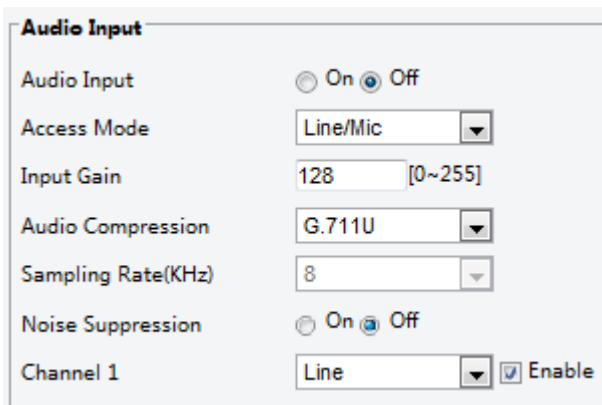 Audio Input
Audio Input On Off
Access Mode Line/Mic
Input Gain 128 [0~255]
Audio Compression G.711U
Sampling Rate(KHz) 8
Noise Suppression On Off
Channel 1 Line Enable